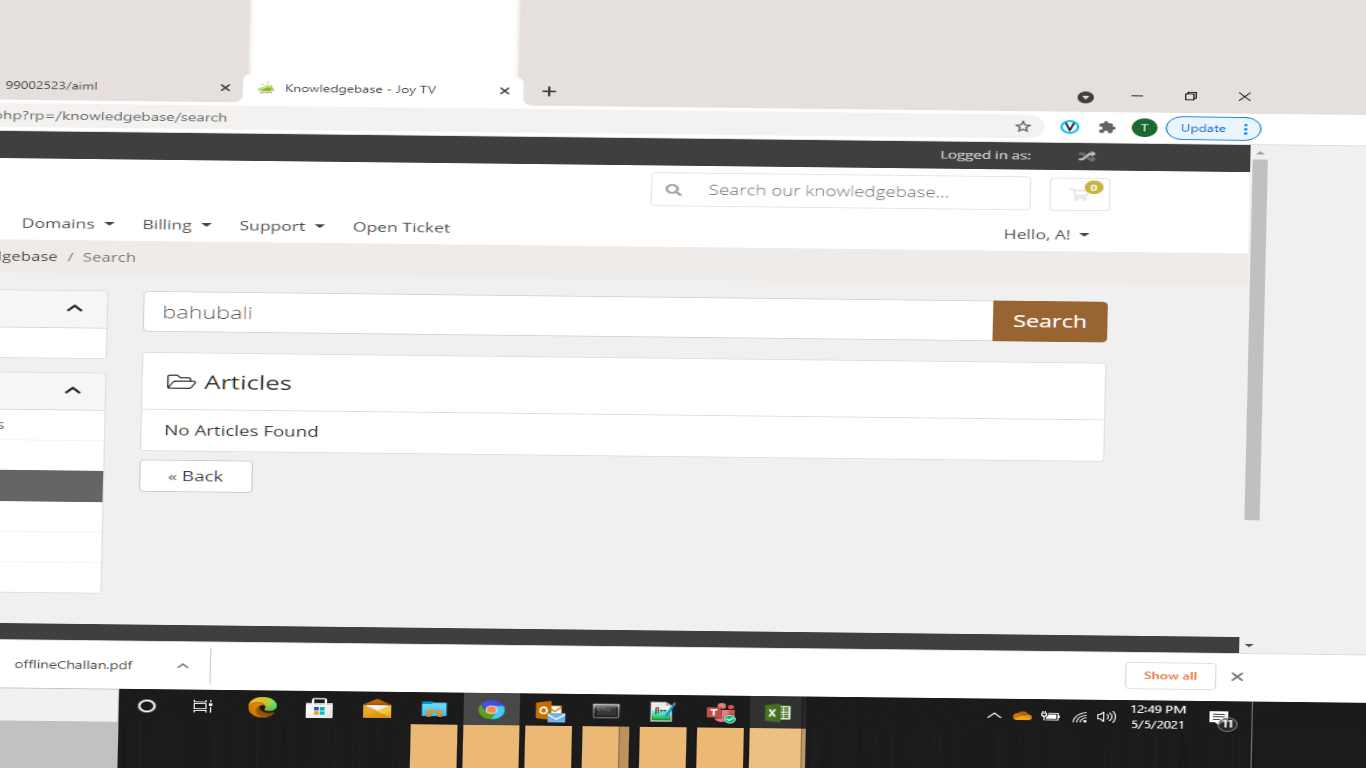 99002523/aiml
Knowledgebase - Joy TV
php?rp=/knowledgebase/search
T
Update
Logged in as:
Search our knowledgebase...
0
Domains
Billing
Support
Open Ticket
Hello, A!
/ Search
bahubali
Search
Articles
No Articles Found
« Back
offlineChallan.pdf
Show all
12:49 PM
5/5/2021
11